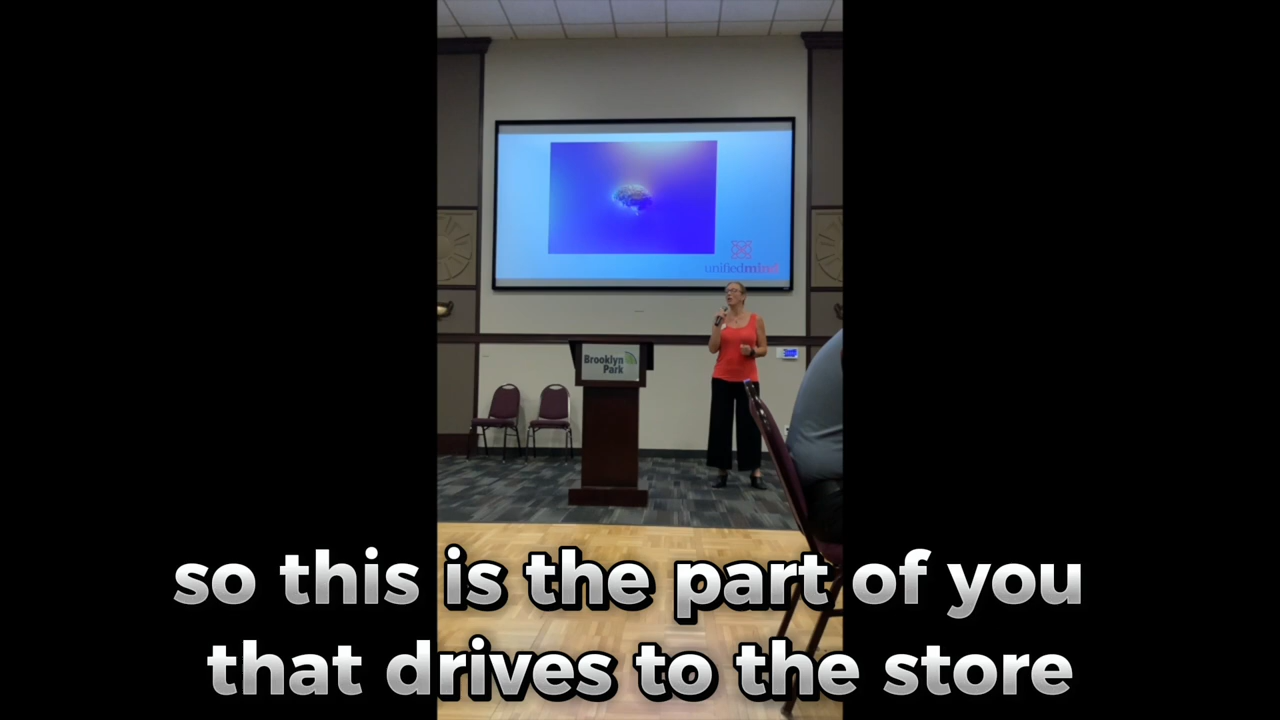 unifiedmind
Brooklyn
Park
so this is the part of you
that drives to the store